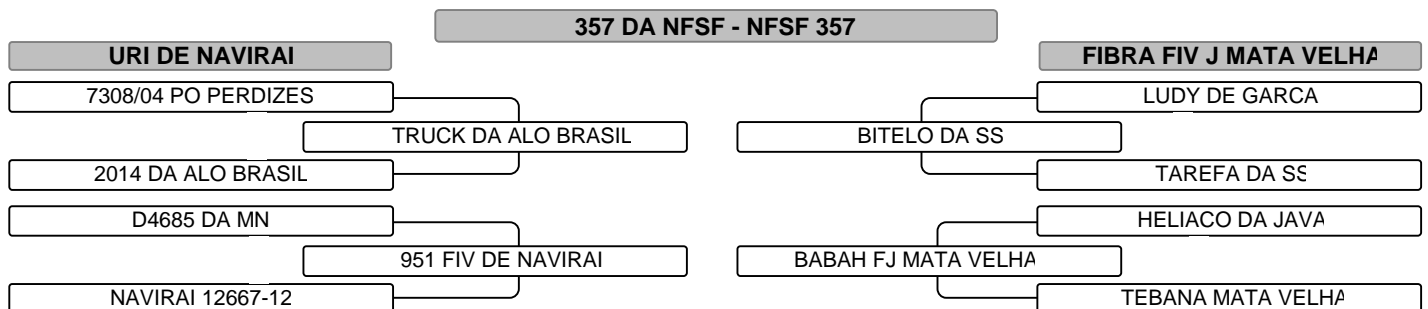 357 DA NFSF - NFSF 357
URI DE NAVIRAI
FIBRA FIV J MATA VELHA
7308/04 PO PERDIZES
LUDY DE GARCA
TRUCK DA ALO BRASIL
BITELO DA SS
2014 DA ALO BRASIL
TAREFA DA SS
D4685 DA MN
HELIACO DA JAVA
951 FIV DE NAVIRAI
BABAH FJ MATA VELHA
NAVIRAI 12667-12
TEBANA MATA VELHA